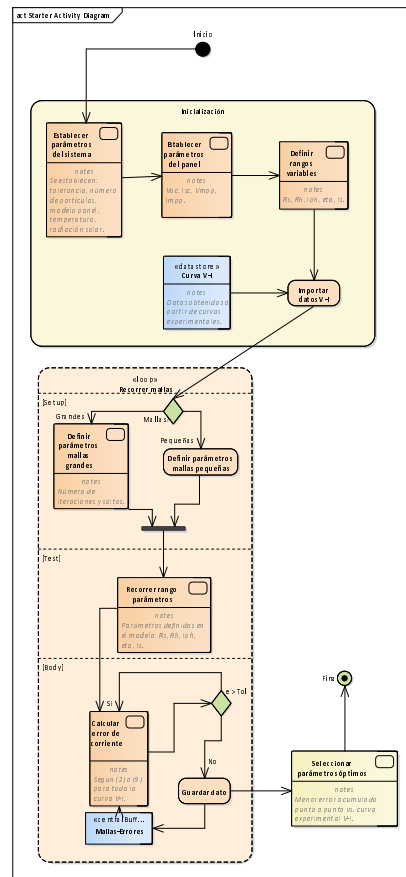 act Starter Activity Diagram
Inicio
Inicialización
Establecer
parámetros
del sistema
notes
Se establecen:
tolerancia, número
de partículas,
modelo panel,
temperatura,
radiación solar.
Establecer
parámetros
del panel
notes
Voc, Isc, Vmpp,
Impp.
Definir
rangos
variables
notes
Rs, Rh, Iph, eta, Is.
«datastore»
Curva V-I
notes
Datos obtenidos a
partir de curvas
experimentales.
Importar
datos V-I
«loop»
Recorrer mallas
[Setup]
Grandes
Mallas
Pequeñas
Definir
parámetros
mallas
grandes
notes
Número de
iteraciones y saltos.
Definir parámetros
mallas pequeñas
[Test]
Recorrer rango
parámetros
notes
Parámetros definidos en
el modelo: Rs, Rh, Iph,
eta, Is.
[Body]
Si
e > Tol
Calcular
error de
corriente
notes
Según (2) a (9)
para toda la
curva V-I.
No
Guardar dato
«centralBuff...
Mallas-Errores
Fine
Seleccionar
parámetros óptimos
notes
Menor error acumulado
punto a punto vs. curva
experimental V-I.